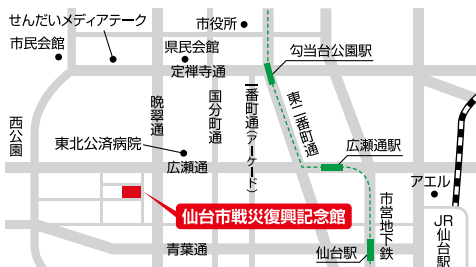 せんだいメディアテーク
市役所
市民会館
県民会館
勾当台公園駅
定禅寺通
西公園
晩翠通
国分町通
一番町通(アーケード)
東二番町通
東北公済病院
広瀬通
広瀬通駅
アエル
仙台市戦災復興記念館
市営地下鉄
JR仙台駅
青葉通
仙台駅